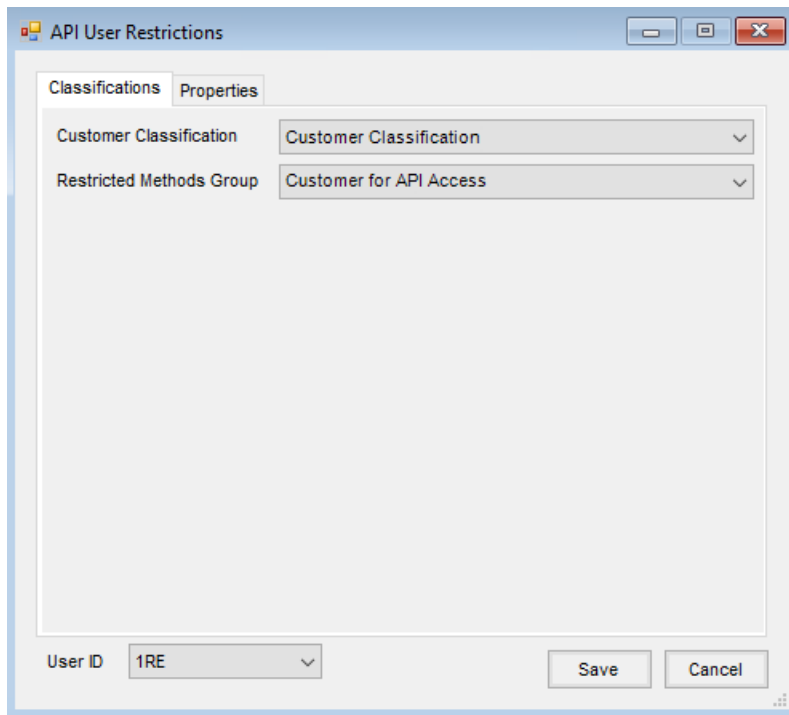 API User Restrictions
Classifications Properties
Customer Classification Customer Classification
Restricted Methods Group Customer for API Access
User ID 1RE Save Cancel